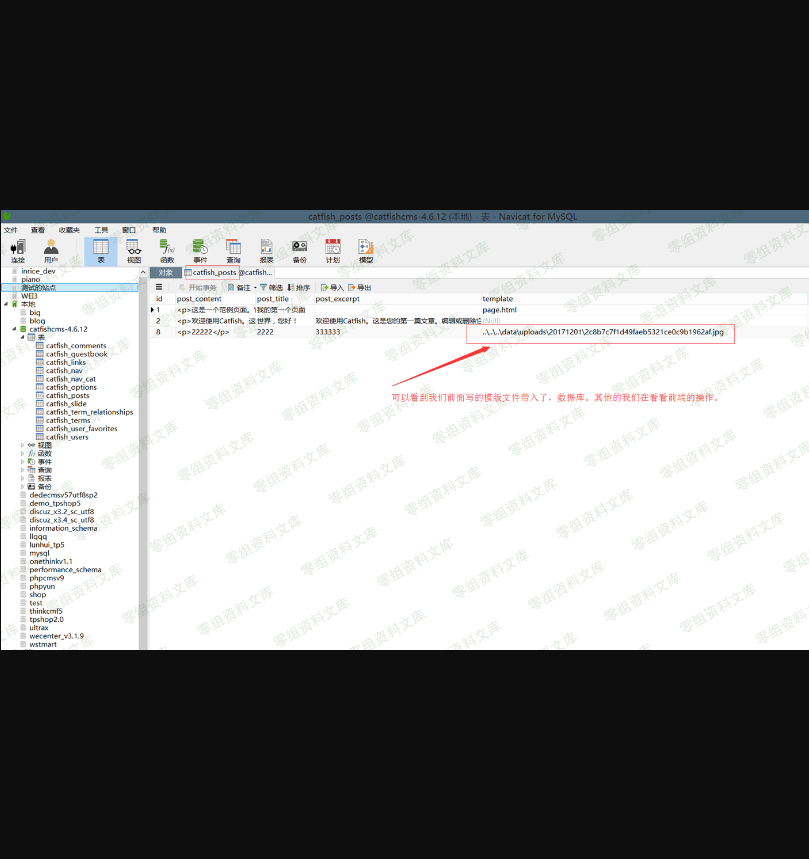 catfish_posts @catfishcms-4.6.12 (本地) - 表 - Navicat for MySQL
文件 查看 收藏夹 工具 窗口 帮助
连接 用户 表 视图 函数 事件 查询 报表 备份 计划 模型
inrice_dev
piano
测试的站点
WEI3
本地
big
blog
catfishcms-4.6.12
表
catfish_comments
catfish_guestbook
catfish_links
catfish_nav
catfish_nav_cat
catfish_options
catfish_posts
catfish_slide
catfish_term_relationships
catfish_terms
catfish_user_favorites
catfish_users
视图
函数
事件
查询
报表
备份
dedecmsv57utf8sp2
demo_tpshop5
discuz_x3.2_sc_utf8
discuz_x3.4_sc_utf8
information_schema
llqqq
lunhui_tp5
mysql
onethinkv1.1
performance_schema
phpcmsv9
phpyun
shop
test
thinkcmf5
tpshop2.0
ultrax
wecenter_v3.1.9
wstmart
对象 catfish_posts @catfish...
开始事务 备注 筛选 排序 导入 导出
id post_content post_title post_excerpt template
1 <p>这是一个范例页面。1 我的第一个页面 page.html
2 <p>欢迎使用Catfish。这 世界，您好！ 欢迎使用Catfish。这是您的第一篇文章。编辑或删除它 (Null)
8 <p>22222</p> 2222 333333 ..\..\..\data\uploads\20171201\2c8b7c7f1d49faeb5321ce0c9b1962af.jpg
可以看到我们前面写的模版文件带入了，数据库。其他的我们在看看前端的操作。
零组资料文库